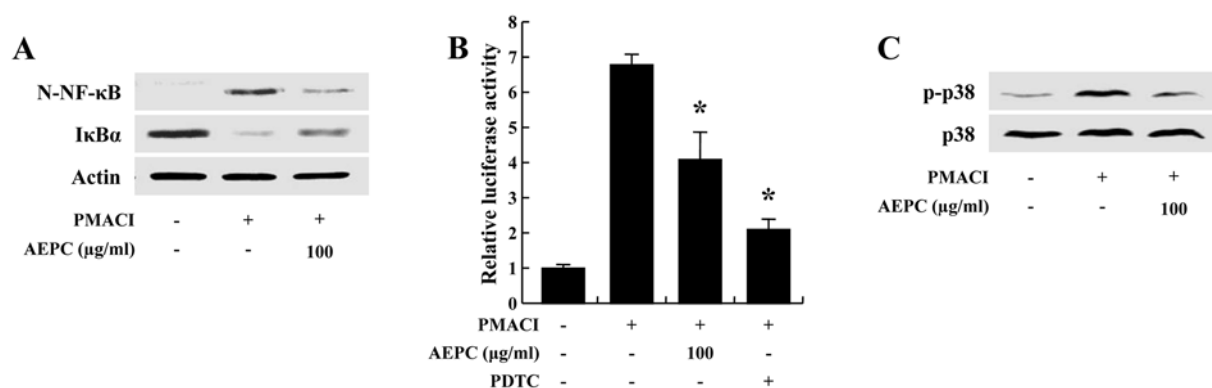 A
N-NF-κB
IκBα
Actin
PMACI - + +
AEPC (μg/ml) - - 100
B
Relative luciferase activity
8
7
6
5
4
3
2
1
0
* *
PMACI - + + +
AEPC (μg/ml) - - 100 -
PDTC - - - +
C
p-p38
p38
PMACI - + +
AEPC (μg/ml) - - 100